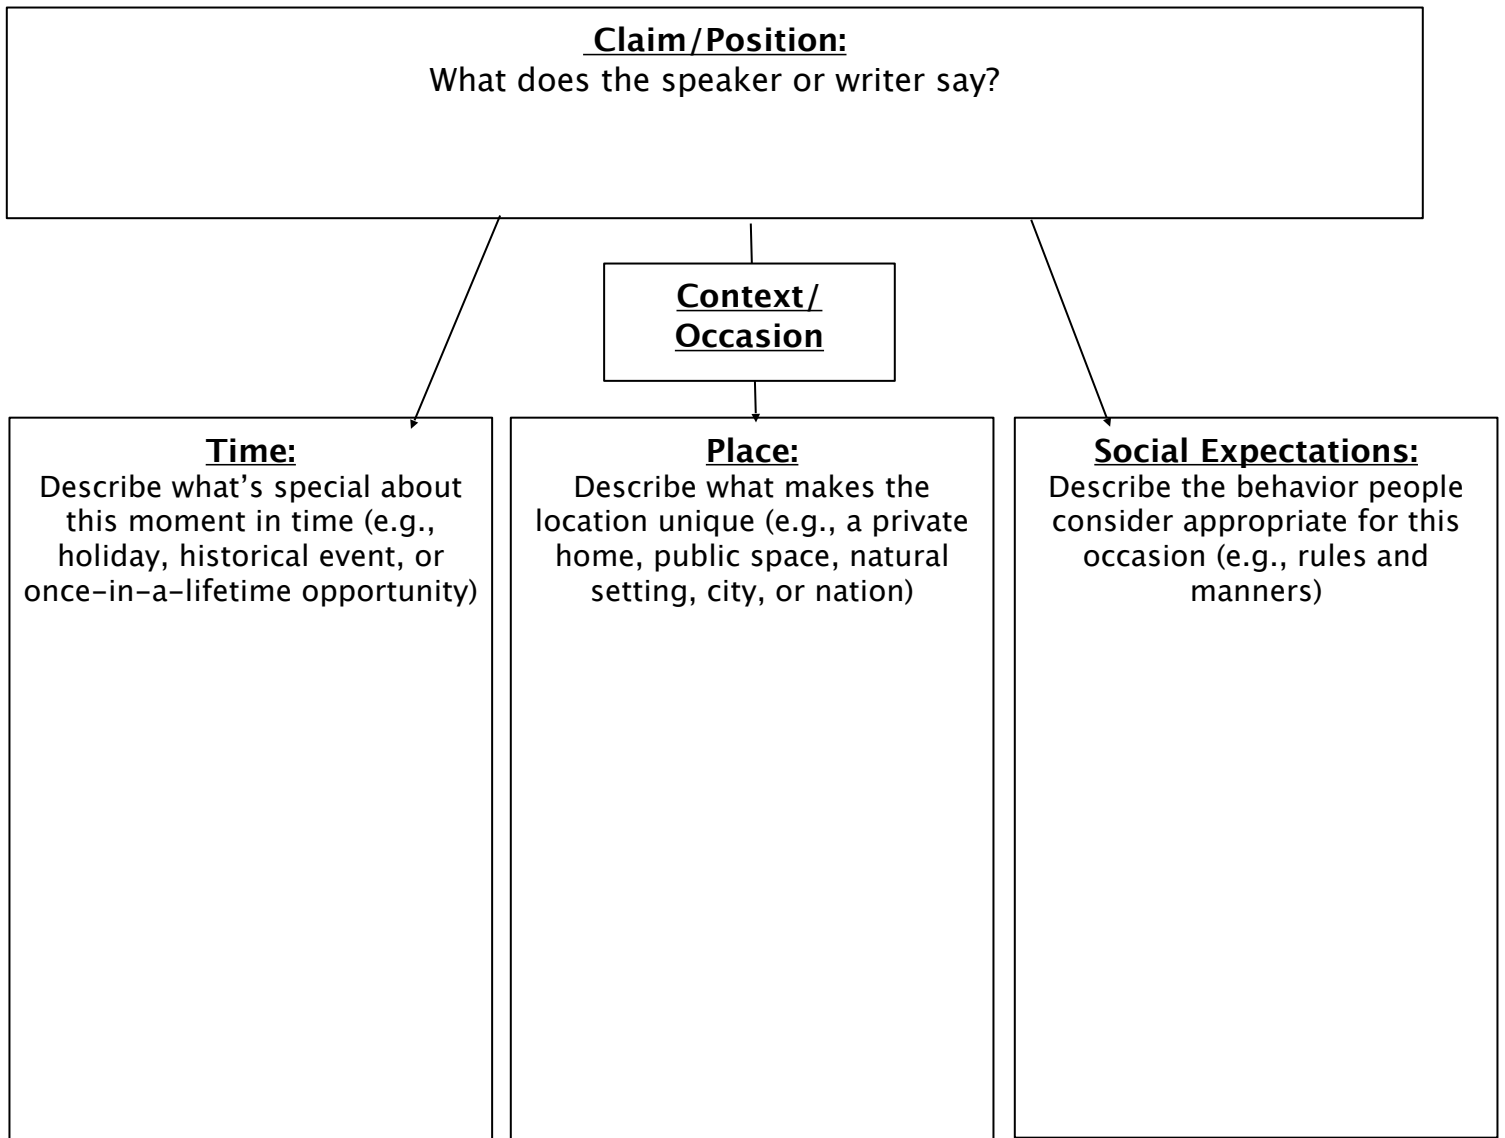 Claim/Position:
What does the speaker or writer say?
Context/
Occasion
Time:
Describe what's special about
this moment in time (e.g.,
holiday, historical event, or
once-in-a-lifetime opportunity)
Place:
Describe what makes the
location unique (e.g., a private
home, public space, natural
setting, city, or nation)
Social Expectations:
Describe the behavior people
consider appropriate for this
occasion (e.g., rules and
manners)